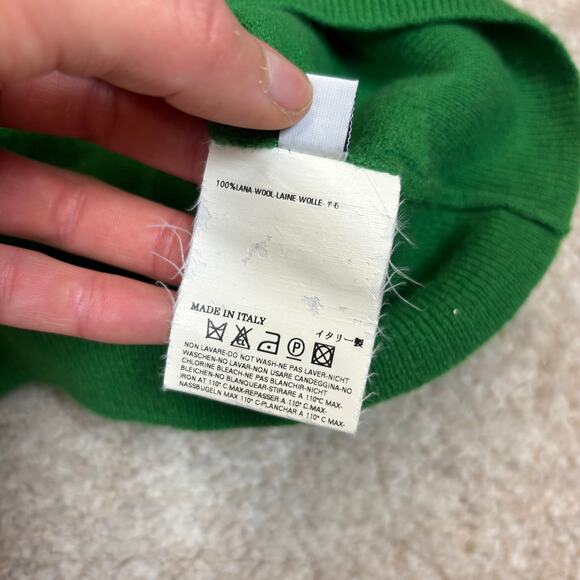 100%LANA-WOOL-LAINE-WOLLE-羊毛
MADE IN ITALY
イタリー製
NON LAVARE-DO NOT WASH-NE PAS LAVER-NICHT
WASCHEN-NO LAVAR-NON USARE CANDEGGINA-NO
CHLORINE BLEACH-NE PAS BLANCHIR-NICHT
BLEICHEN-NO BLANQUEAR-STIRARE A 110°C MAX-
IRON AT. 110°C MAX-REPASSER A 110° C MAX-
NASSBUGELN MAX 110° C-PLANCHAR A 110° C MAX